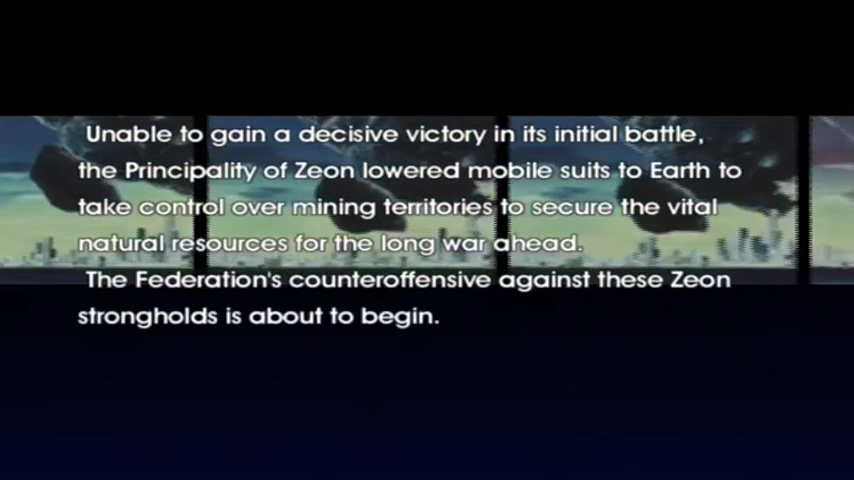 Unable to gain a decisive victory in its initial battle,
the Principality of Zeon lowered mobile suits to Earth to
take control over mining territories to secure the vital
natural resources for the long war ahead.
The Federation's counteroffensive against these Zeon
strongholds is about to begin.